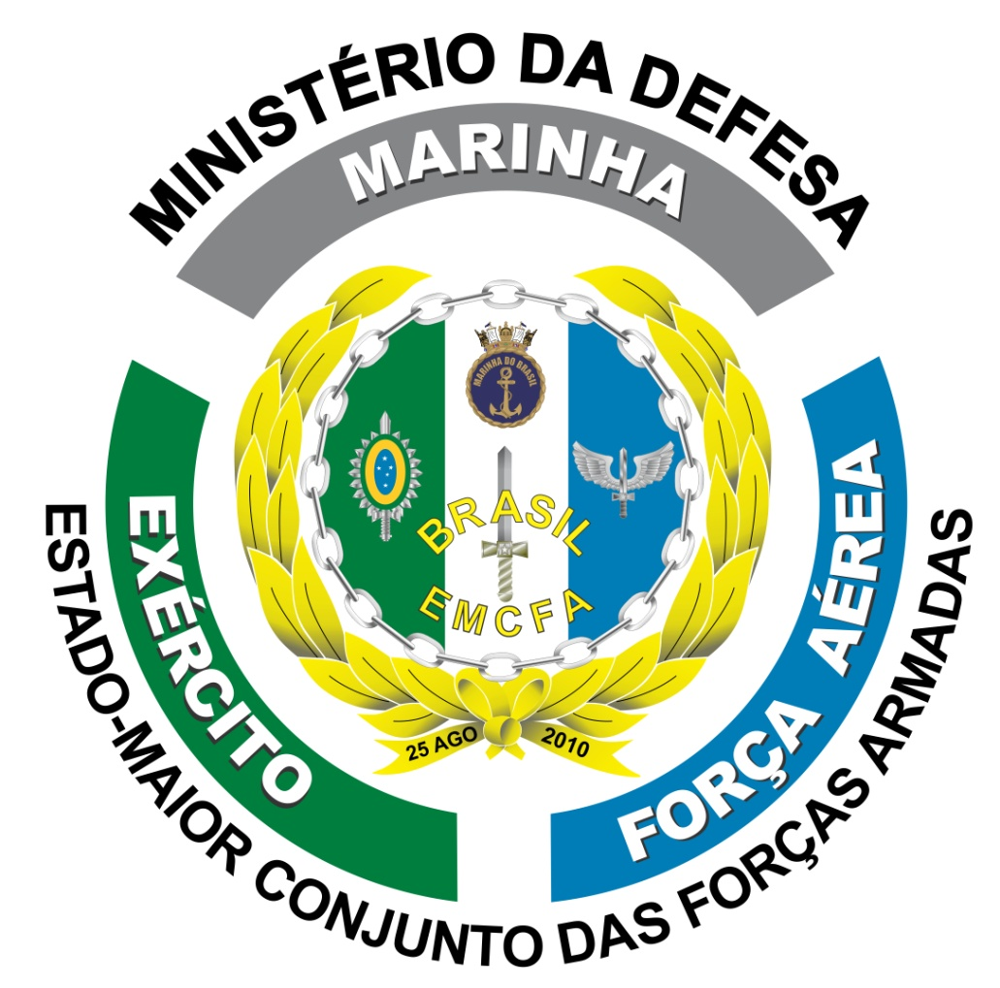 MINISTÉRIO DA DEFESA
MARINHA
MARINHA DO BRASIL
BRASIL
EMCFA
25 AGO 2010
EXÉRCITO
FORÇA AÉREA
ESTADO-MAIOR CONJUNTO DAS FORÇAS ARMADAS